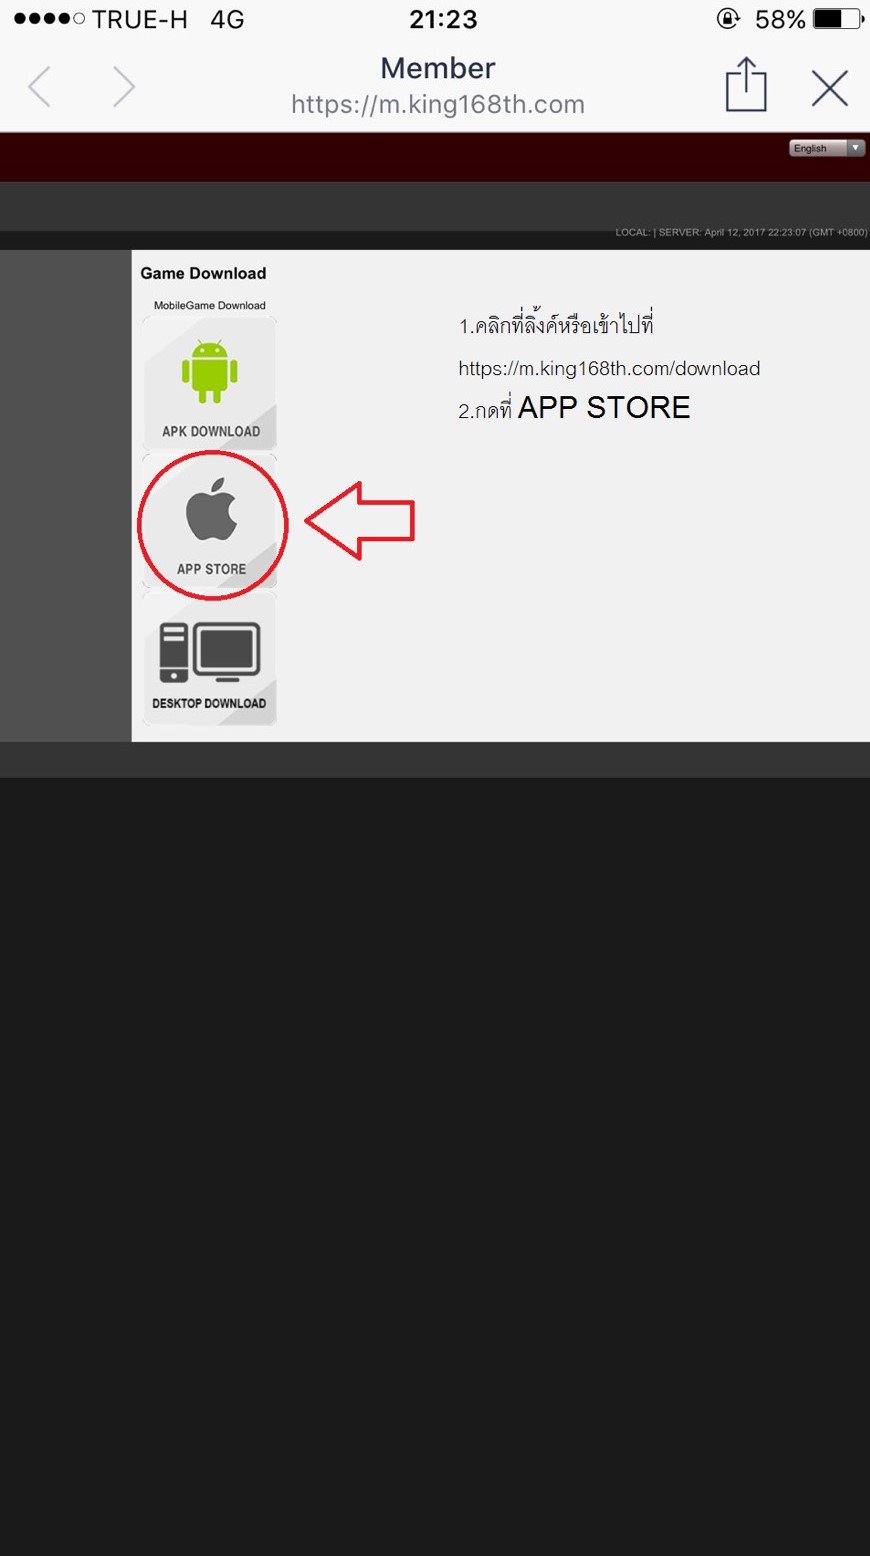 TRUE-H 4G 21:23 58%
Member
https://m.king168th.com
English
LOCAL: | SERVER: April 12, 2017 22:23:07 (GMT +0800)
Game Download
MobileGame Download
APK DOWNLOAD
APP STORE
DESKTOP DOWNLOAD
1.คลิกที่ลิ้งค์หรือเข้าไปที่
https://m.king168th.com/download
2.กดที่ APP STORE